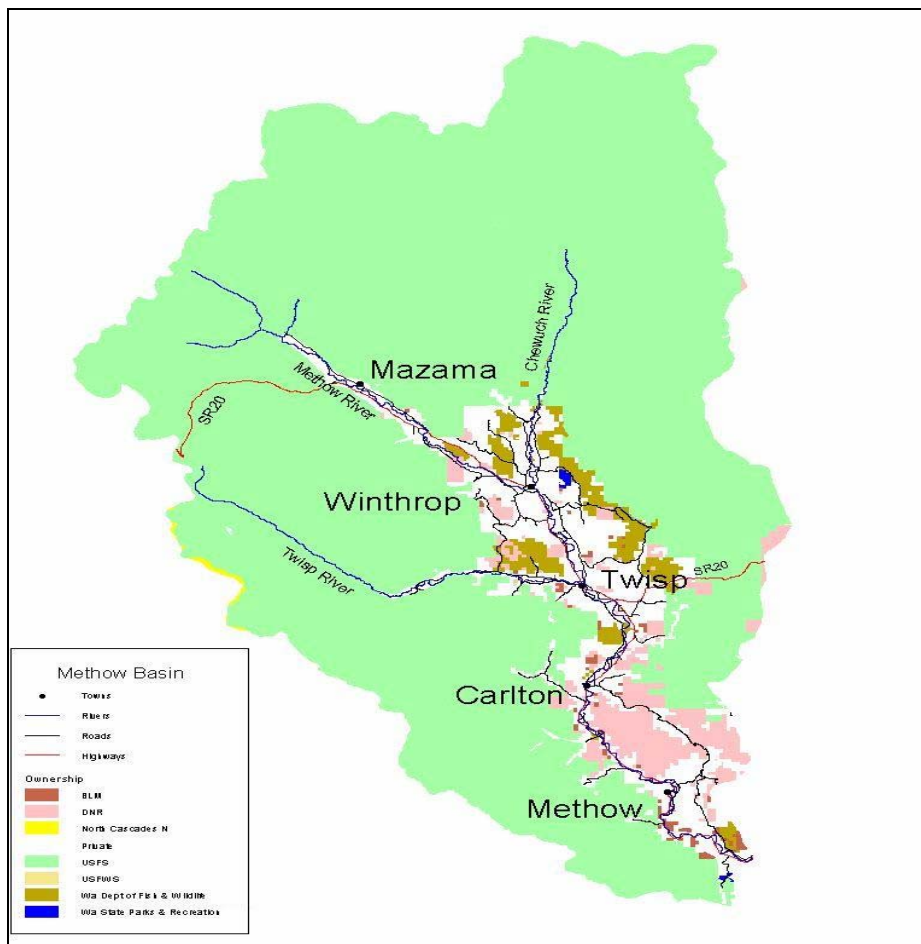 Chewuch River
Mazama
Methow River
SR20
Winthrop
Twisp River
Twisp
SR20
Carlton
Methow
Methow Basin
Towns
Rivers
Roads
Highways
Ownership
BLM
DNR
North Cascades N
Private
USFS
USFWS
Wa Dept of Fish & Wildlife
Wa State Parks & Recreation